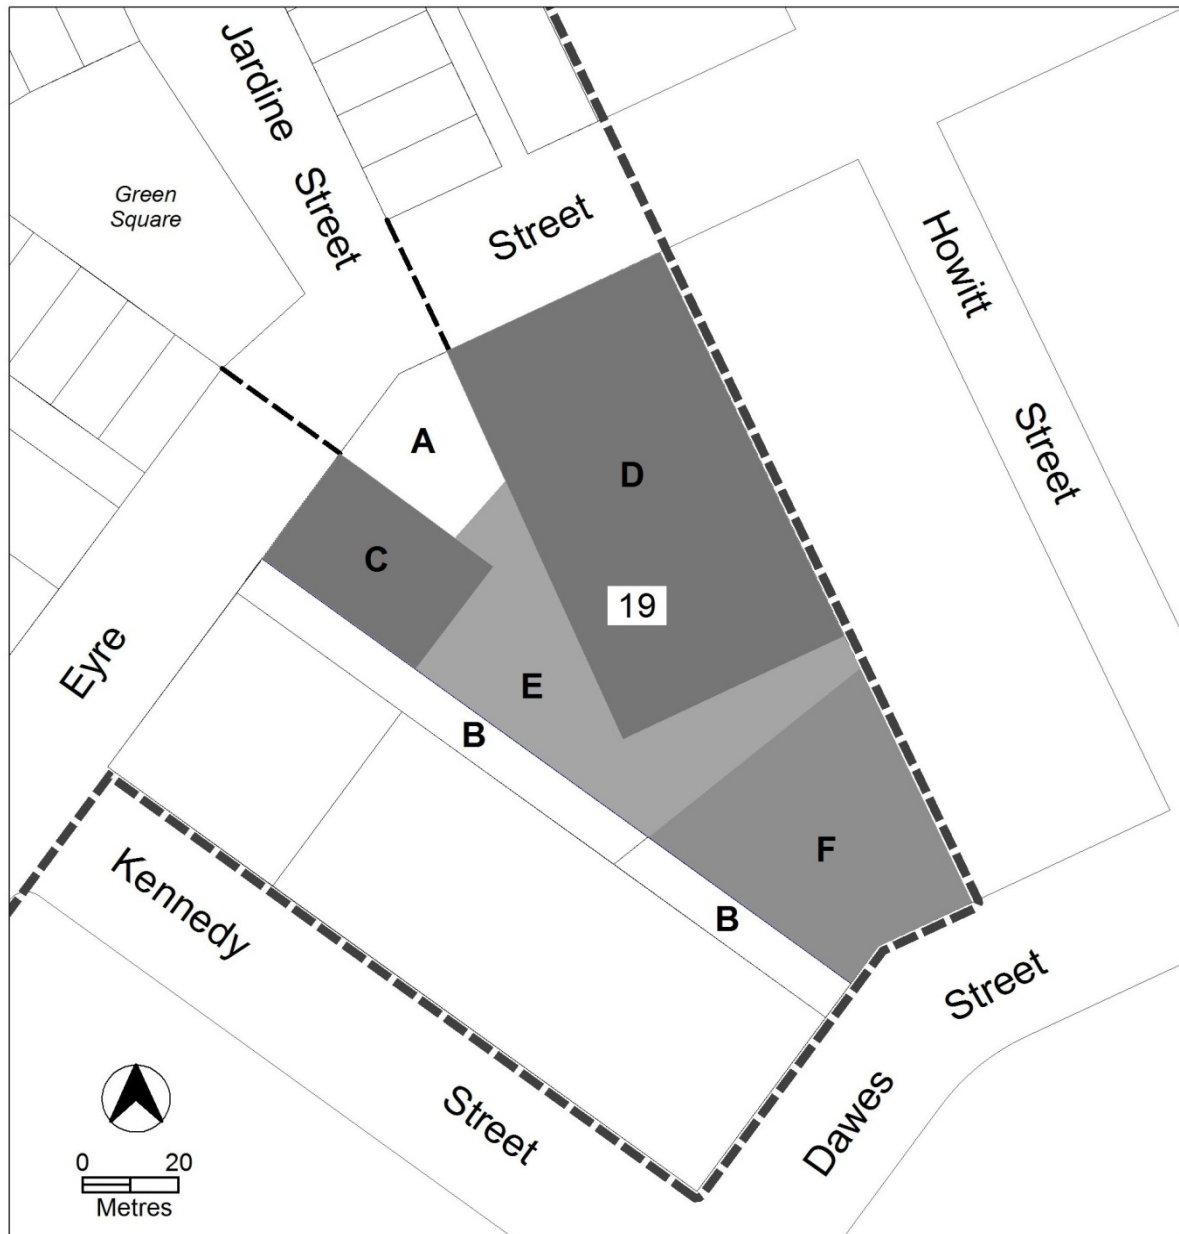 Jardine Street
Green
Square
Street
Howitt
Street
A
D
C
19
Eyre
E
B
F
Kennedy
B
Street
Dawes
Street
0 20
Metres